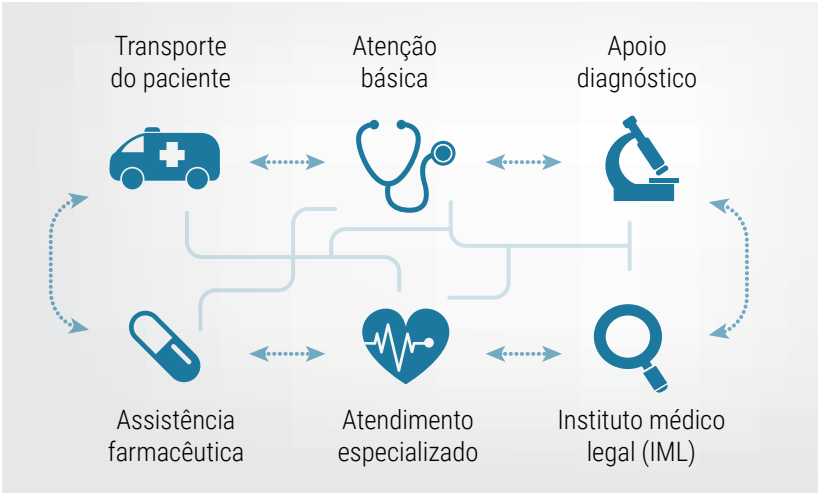 Transporte
do paciente
Atenção
básica
Apoio
diagnóstico
Assistência
farmacêutica
Atendimento
especializado
Instituto médico
legal (IML)